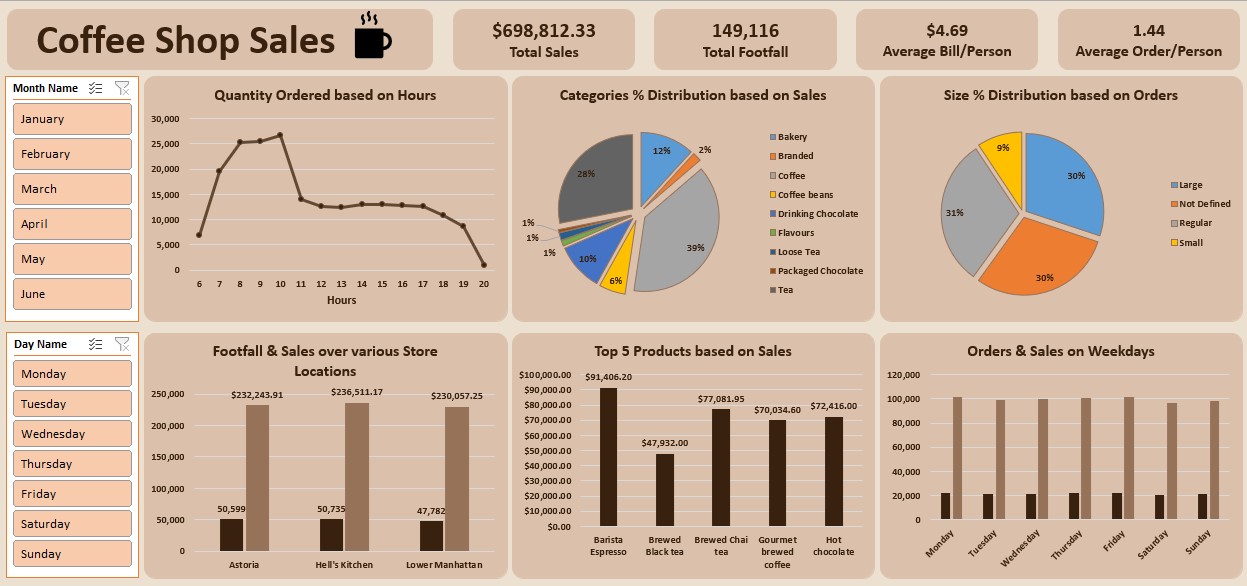 Coffee Shop Sales
$698,812.33
Total Sales
149,116
Total Footfall
$4.69
Average Bill/Person
1.44
Average Order/Person
Month Name
January
February
March
April
May
June
Quantity Ordered based on Hours
30,000
25,000
20,000
15,000
10,000
5,000
0
6 7 8 9 10 11 12 13 14 15 16 17 18 19 20
Hours
Categories % Distribution based on Sales
12%
2%
39%
6%
10%
1%
1%
1%
28%
Bakery
Branded
Coffee
Coffee beans
Drinking Chocolate
Flavours
Loose Tea
Packaged Chocolate
Tea
Size % Distribution based on Orders
30%
30%
31%
9%
Large
Not Defined
Regular
Small
Day Name
Monday
Tuesday
Wednesday
Thursday
Friday
Saturday
Sunday
Footfall & Sales over various Store
Locations
250,000
200,000
150,000
100,000
50,000
0
$232,243.91
$236,511.17
$230,057.25
50,599
50,735
47,782
Astoria
Hell's Kitchen
Lower Manhattan
Top 5 Products based on Sales
$100,000.00
$90,000.00
$80,000.00
$70,000.00
$60,000.00
$50,000.00
$40,000.00
$30,000.00
$20,000.00
$10,000.00
$0.00
$91,406.20
$47,932.00
$77,081.95
$70,034.60
$72,416.00
Barista
Espresso
Brewed
Black tea
Brewed Chai
tea
Gourmet
brewed
coffee
Hot
chocolate
Orders & Sales on Weekdays
120,000
100,000
80,000
60,000
40,000
20,000
0
Monday
Tuesday
Wednesday
Thursday
Friday
Saturday
Sunday